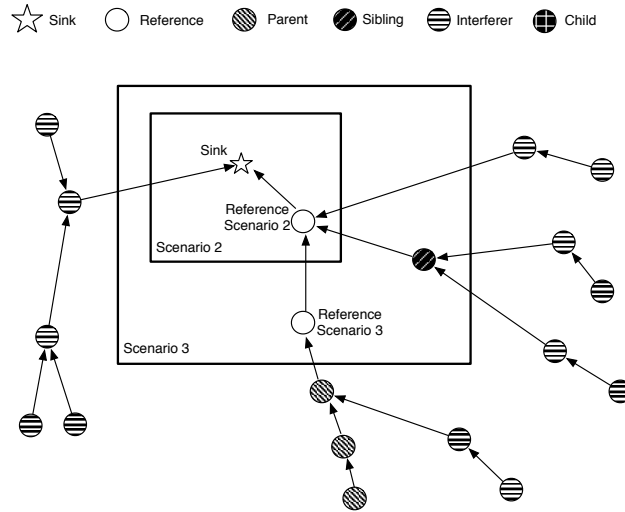 Sink Reference Parent Sibling Interferer Child
Sink
Reference
Scenario 2
Scenario 2
Reference
Scenario 3
Scenario 3